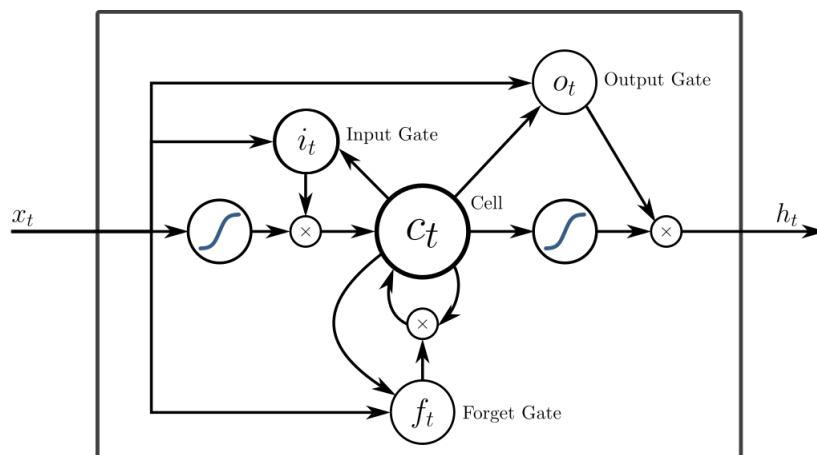 o_t Output Gate
i_t Input Gate
x_t
×
c_t
Cell
×
h_t
×
f_t Forget Gate